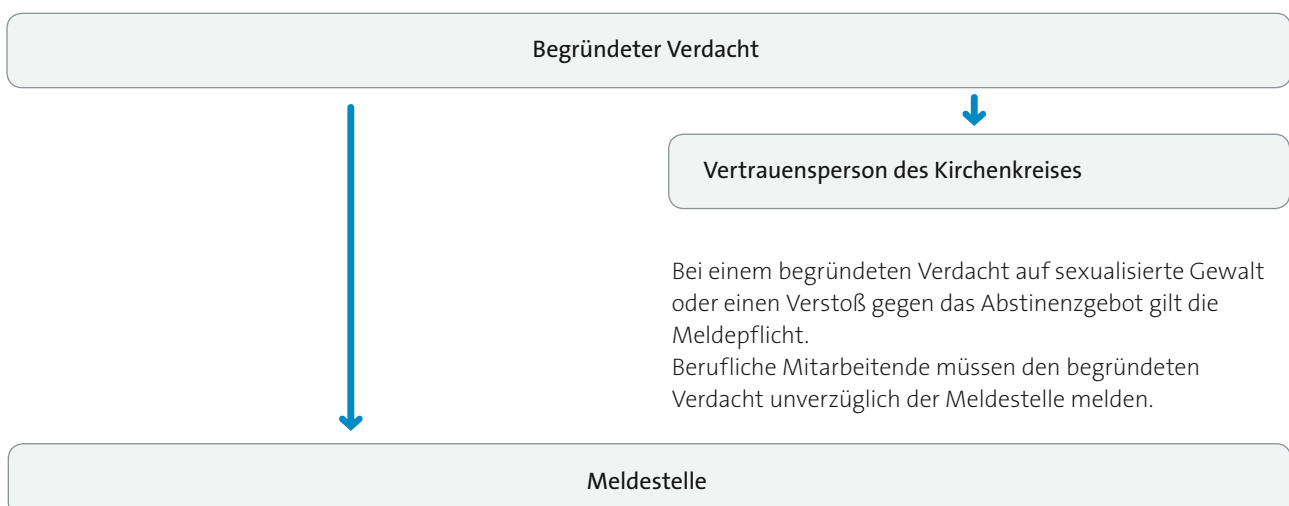 Begründeter Verdacht
Vertrauensperson des Kirchenkreises
Bei einem begründeten Verdacht auf sexualisierte Gewalt
oder einen Verstoß gegen das Abstinenzgebot gilt die
Meldepflicht.
Berufliche Mitarbeitende müssen den begründeten
Verdacht unverzüglich der Meldestelle melden.
Meldestelle